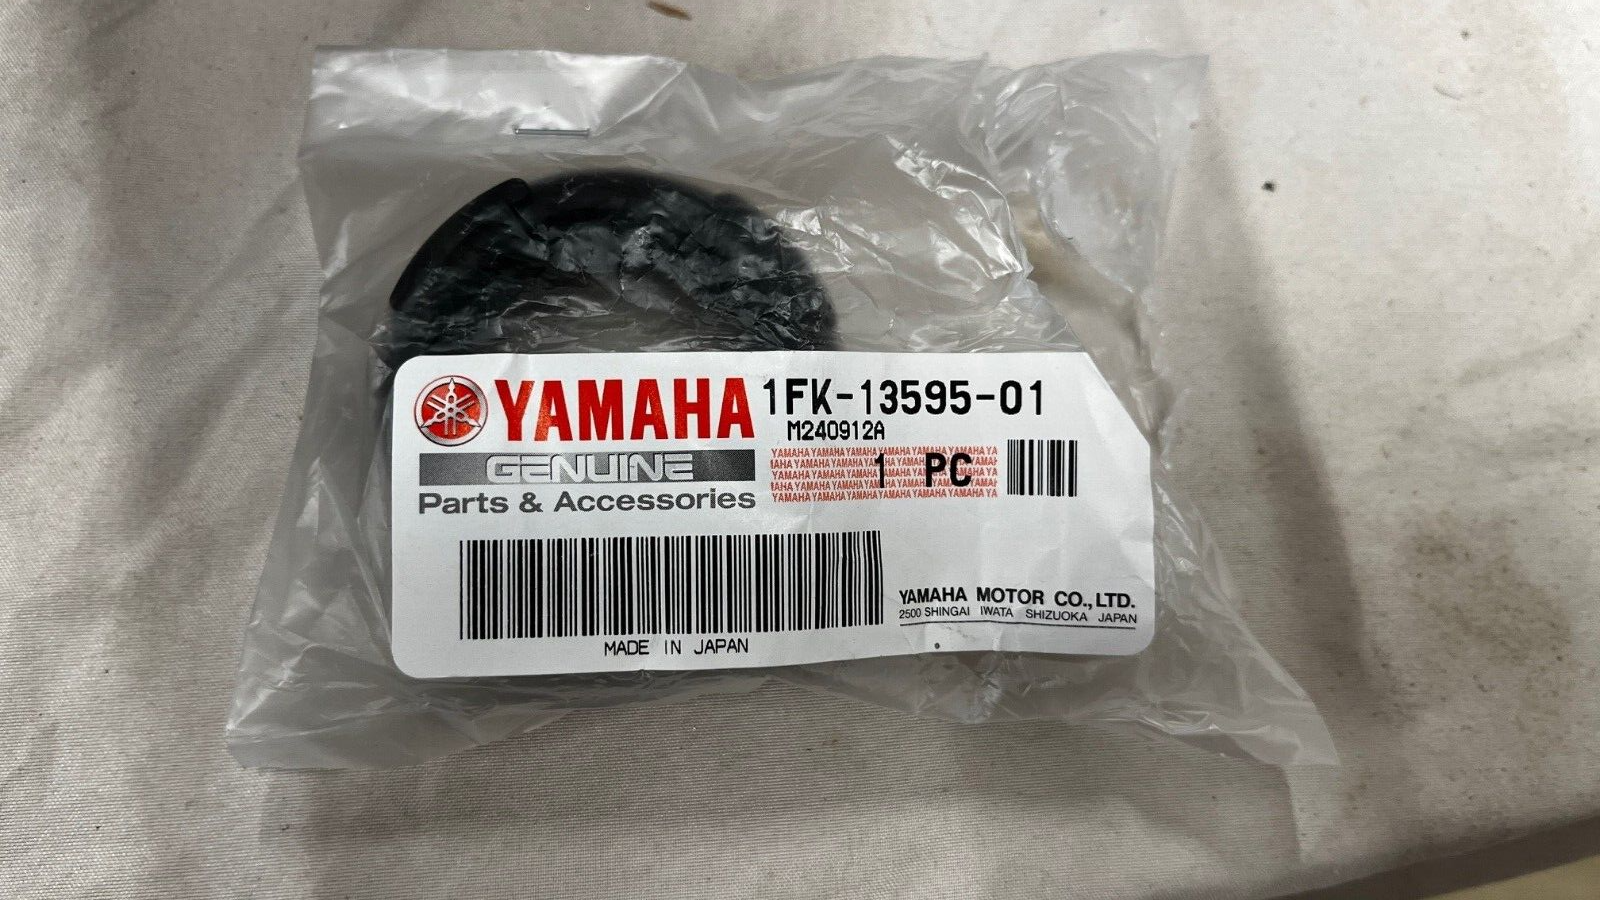 YAMAHA 1FK-13595-01
M240912A
GENUINE
1 PC
Parts & Accessories
YAMAHA MOTOR CO.,LTD.
2500 SHINGAI IWATA SHIZUOKA JAPAN
MADE IN JAPAN